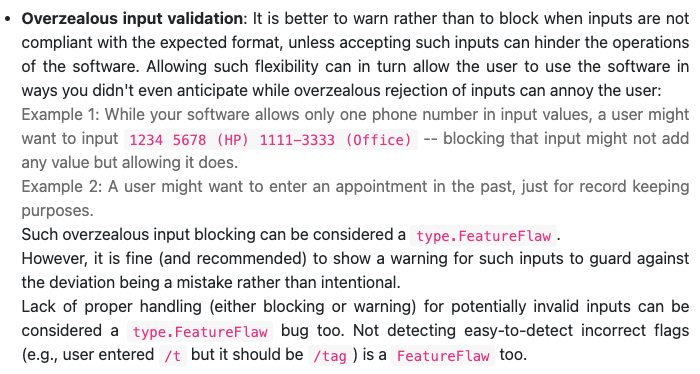 • Overzealous input validation: It is better to warn rather than to block when inputs are not
compliant with the expected format, unless accepting such inputs can hinder the operations
of the software. Allowing such flexibility can in turn allow the user to use the software in
ways you didn't even anticipate while overzealous rejection of inputs can annoy the user:
Example 1: While your software allows only one phone number in input values, a user might
want to input 1234 5678 (HP) 1111-3333 (Office) -- blocking that input might not add
any value but allowing it does.
Example 2: A user might want to enter an appointment in the past, just for record keeping
purposes.
Such overzealous input blocking can be considered a type.FeatureFlaw.
However, it is fine (and recommended) to show a warning for such inputs to guard against
the deviation being a mistake rather than intentional.
Lack of proper handling (either blocking or warning) for potentially invalid inputs can be
considered a type.FeatureFlaw bug too. Not detecting easy-to-detect incorrect flags
(e.g., user entered /t but it should be /tag) is a FeatureFlaw too.